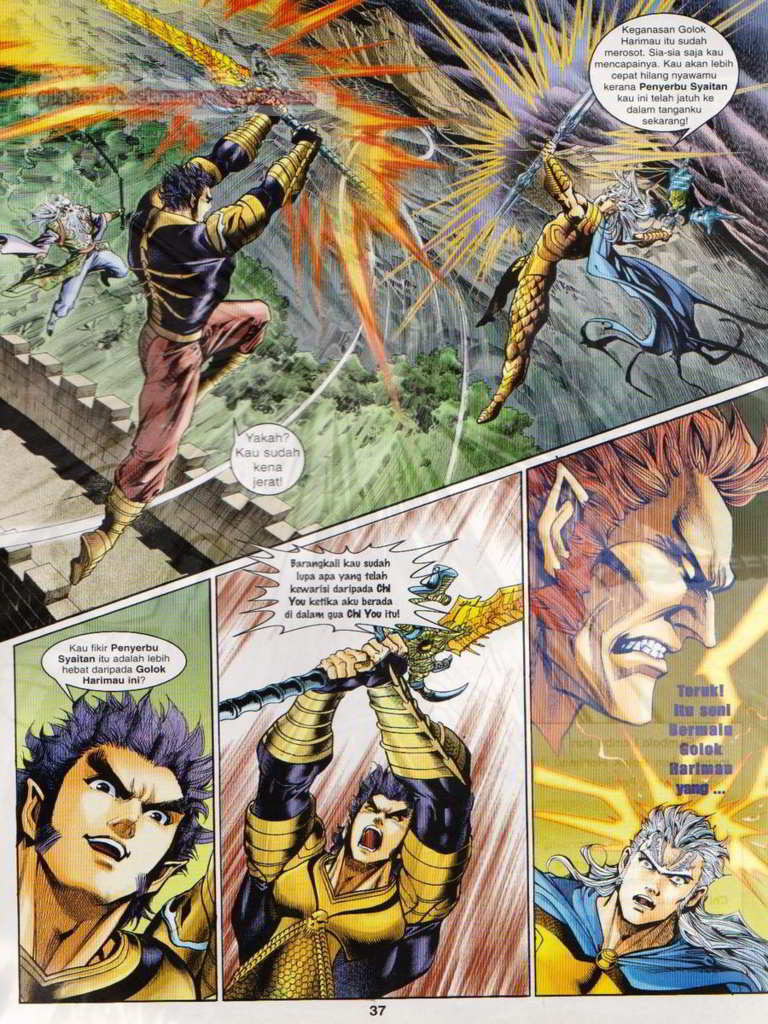 Keganasan Golok
Harimau itu sudah
merosot. Sia-sia saja kau
mencapainya. Kau akan lebih
cepat hilang nyawamu
kerana Penyerbu Syaitan
kau ini telah jatuh ke
dalam tanganku
sekarang!
Yakah?
Kau sudah
kena
jerat!
Kau fikir Penyerbu
Syaitan itu adalah lebih
hebat daripada Golok
Harimau ini?
Barangkali kau sudah
lupa apa yang telah
kewarisi daripada Chi
You ketika aku berada
di dalam gua Chi You itu!
Teruk!
Itu seni
Bermain
Golok
Harimau
yang ...
37